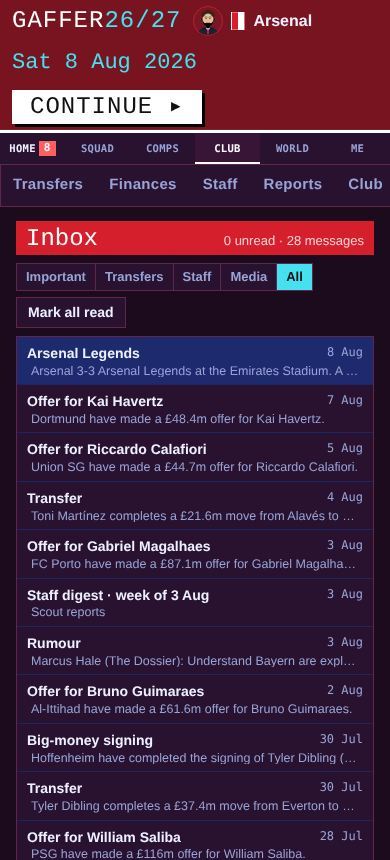 GAFFER26/27 Arsenal
Sat 8 Aug 2026
CONTINUE ▸
HOME 8 SQUAD COMPS CLUB WORLD ME
Transfers Finances Staff Reports Club
Inbox 0 unread · 28 messages
Important Transfers Staff Media All
Mark all read
Arsenal Legends 8 Aug
Arsenal 3-3 Arsenal Legends at the Emirates Stadium. A …
Offer for Kai Havertz 7 Aug
Dortmund have made a £48.4m offer for Kai Havertz.
Offer for Riccardo Calafiori 5 Aug
Union SG have made a £44.7m offer for Riccardo Calafiori.
Transfer 4 Aug
Toni Martínez completes a £21.6m move from Alavés to …
Offer for Gabriel Magalhaes 3 Aug
FC Porto have made a £87.1m offer for Gabriel Magalha…
Staff digest · week of 3 Aug 3 Aug
Scout reports
Rumour 3 Aug
Marcus Hale (The Dossier): Understand Bayern are expl…
Offer for Bruno Guimaraes 2 Aug
Al-Ittihad have made a £61.6m offer for Bruno Guimaraes.
Big-money signing 30 Jul
Hoffenheim have completed the signing of Tyler Dibling (…
Transfer 30 Jul
Tyler Dibling completes a £37.4m move from Everton to …
Offer for William Saliba 28 Jul
PSG have made a £116m offer for William Saliba.